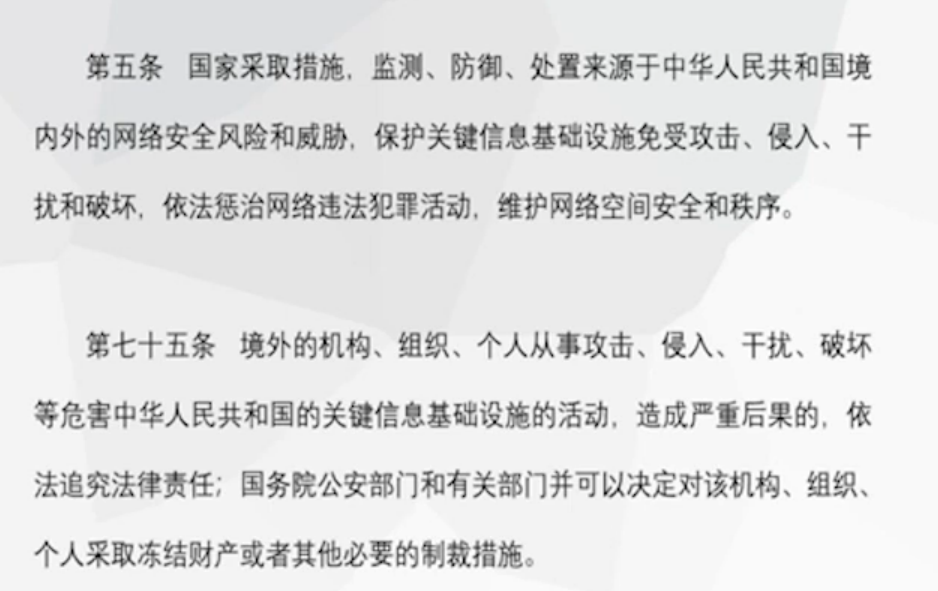 第五条 国家采取措施，监测、防御、处置来源于中华人民共和国境
内外的网络安全风险和威胁，保护关键信息基础设施免受攻击、侵入、干
扰和破坏，依法惩治网络违法犯罪活动，维护网络空间安全和秩序。
第七十五条 境外的机构、组织、个人从事攻击、侵入、干扰、破坏
等危害中华人民共和国的关键信息基础设施的活动，造成严重后果的，依
法追究法律责任；国务院公安部门和有关部门并可以决定对该机构、组织、
个人采取冻结财产或者其他必要的制裁措施。